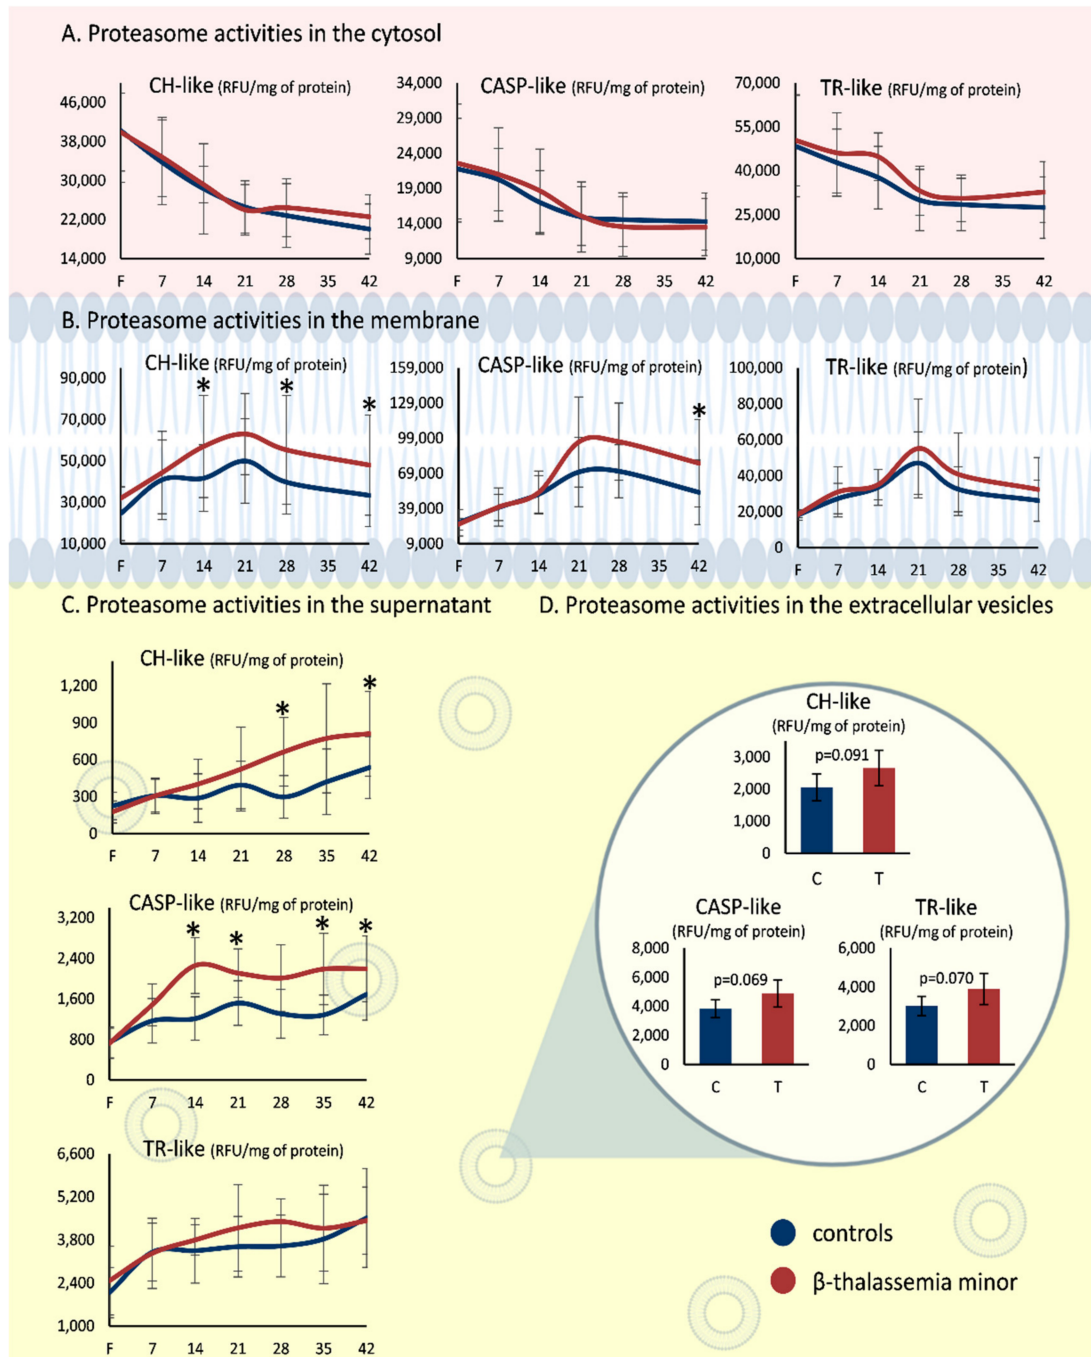 A. Proteasome activities in the cytosol
CH-like (RFU/mg of protein)
46,000
38,000
30,000
22,000
14,000
F 7 14 21 28 35 42
CASP-like (RFU/mg of protein)
34,000
29,000
24,000
19,000
14,000
9,000
F 7 14 21 28 35 42
TR-like (RFU/mg of protein)
70,000
55,000
40,000
25,000
10,000
F 7 14 21 28 35 42
B. Proteasome activities in the membrane
CH-like (RFU/mg of protein)
90,000
70,000
50,000
30,000
10,000
* * *
F 7 14 21 28 35 42
CASP-like (RFU/mg of protein)
159,000
129,000
99,000
69,000
39,000
9,000
*
F 7 14 21 28 35 42
TR-like (RFU/mg of protein)
100,000
80,000
60,000
40,000
20,000
0
F 7 14 21 28 35 42
C. Proteasome activities in the supernatant
CH-like (RFU/mg of protein)
1,200
900
600
300
0
* *
F 7 14 21 28 35 42
CASP-like (RFU/mg of protein)
3,200
2,400
1,600
800
0
* * * *
F 7 14 21 28 35 42
TR-like (RFU/mg of protein)
6,600
5,200
3,800
2,400
1,000
F 7 14 21 28 35 42
D. Proteasome activities in the extracellular vesicles
CH-like
(RFU/mg of protein)
3,000
2,000
1,000
0
p=0.091
C T
CASP-like
(RFU/mg of protein)
8,000
6,000
4,000
2,000
0
p=0.069
C T
TR-like
(RFU/mg of protein)
6,000
4,000
2,000
0
p=0.070
C T
controls
β-thalassemia minor